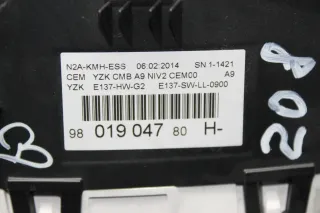 N2A-KMH-ESS 06:02:2014 SN 1-1421
CEM YZK CMB A9 NIV2 CEM00 A9
YZK E137-HW-G2 E137-SW-LL-0900
98 019 047 80 H-
208